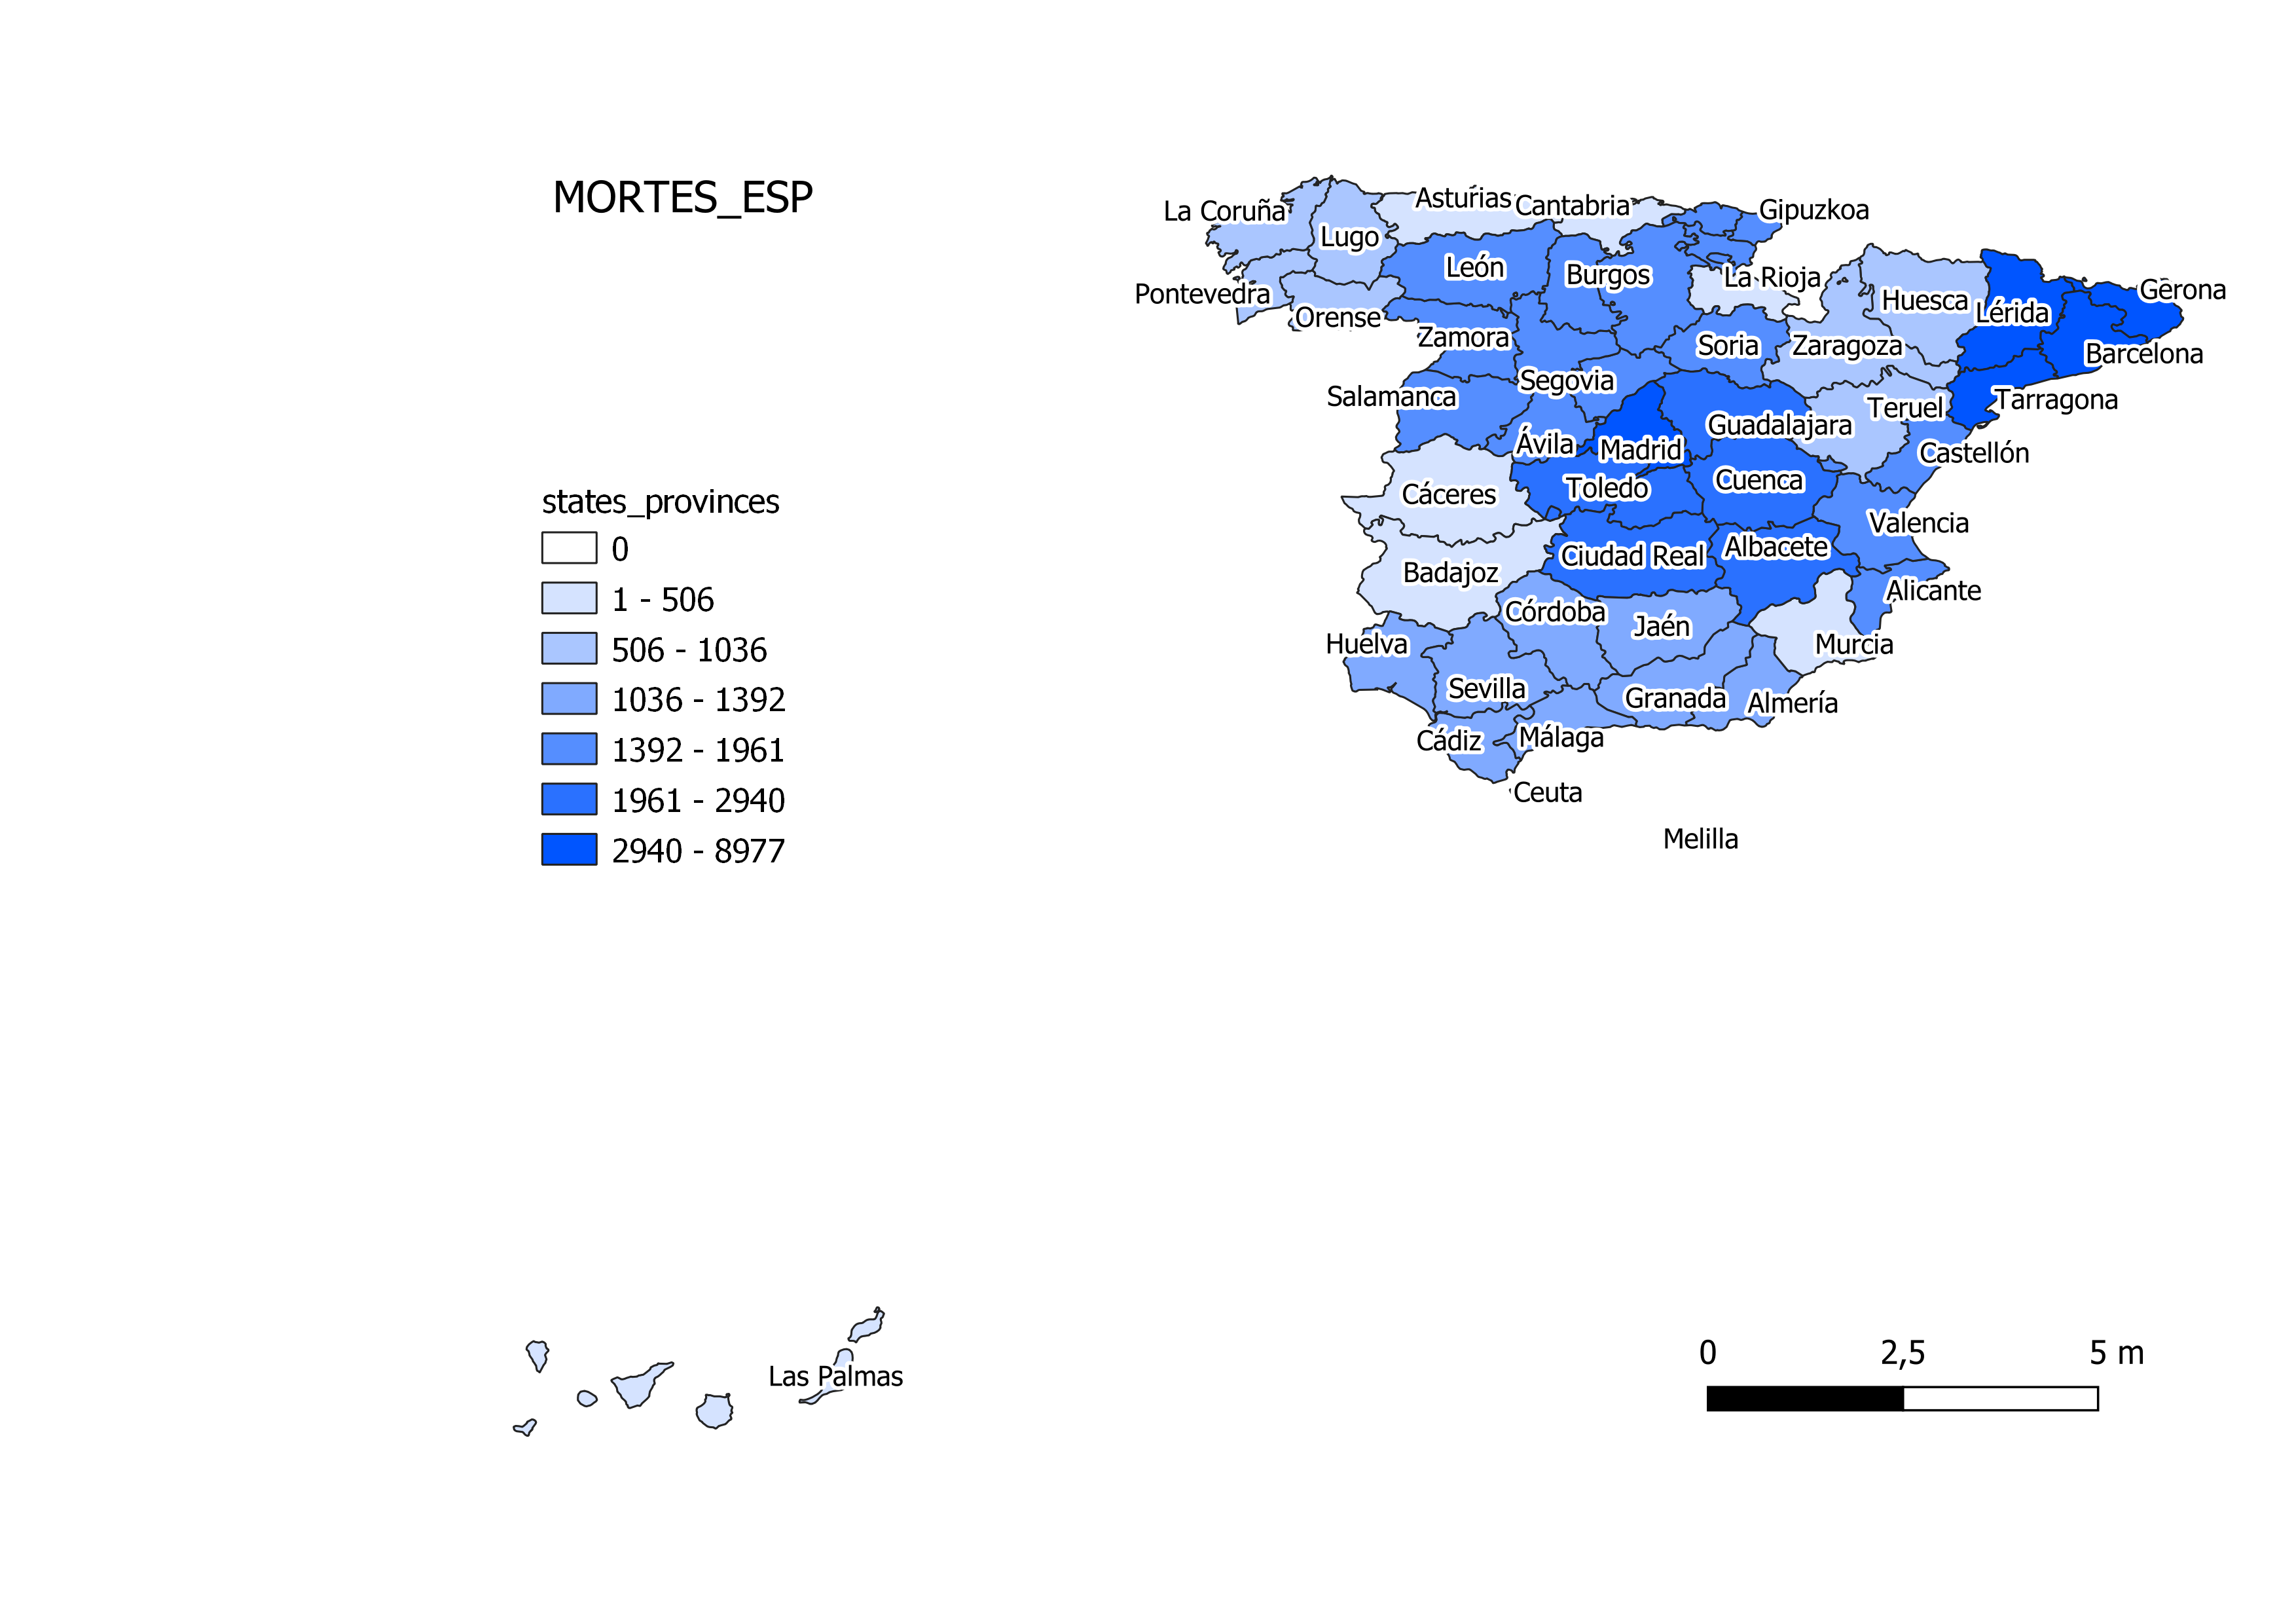 MORTES_ESP
states_provinces
0
1 - 506
506 - 1036
1036 - 1392
1392 - 1961
1961 - 2940
2940 - 8977
La Coruña
Lugo
Asturias
Cantabria
Gipuzkoa
Pontevedra
Orense
León
Burgos
La Rioja
Huesca
Lérida
Gerona
Zamora
Soria
Zaragoza
Barcelona
Salamanca
Segovia
Teruel
Tarragona
Ávila
Madrid
Guadalajara
Castellón
Cáceres
Toledo
Cuenca
Valencia
Badajoz
Ciudad Real
Albacete
Alicante
Huelva
Córdoba
Jaén
Murcia
Sevilla
Granada
Almería
Cádiz
Málaga
Ceuta
Melilla
Las Palmas
0 2,5 5 m